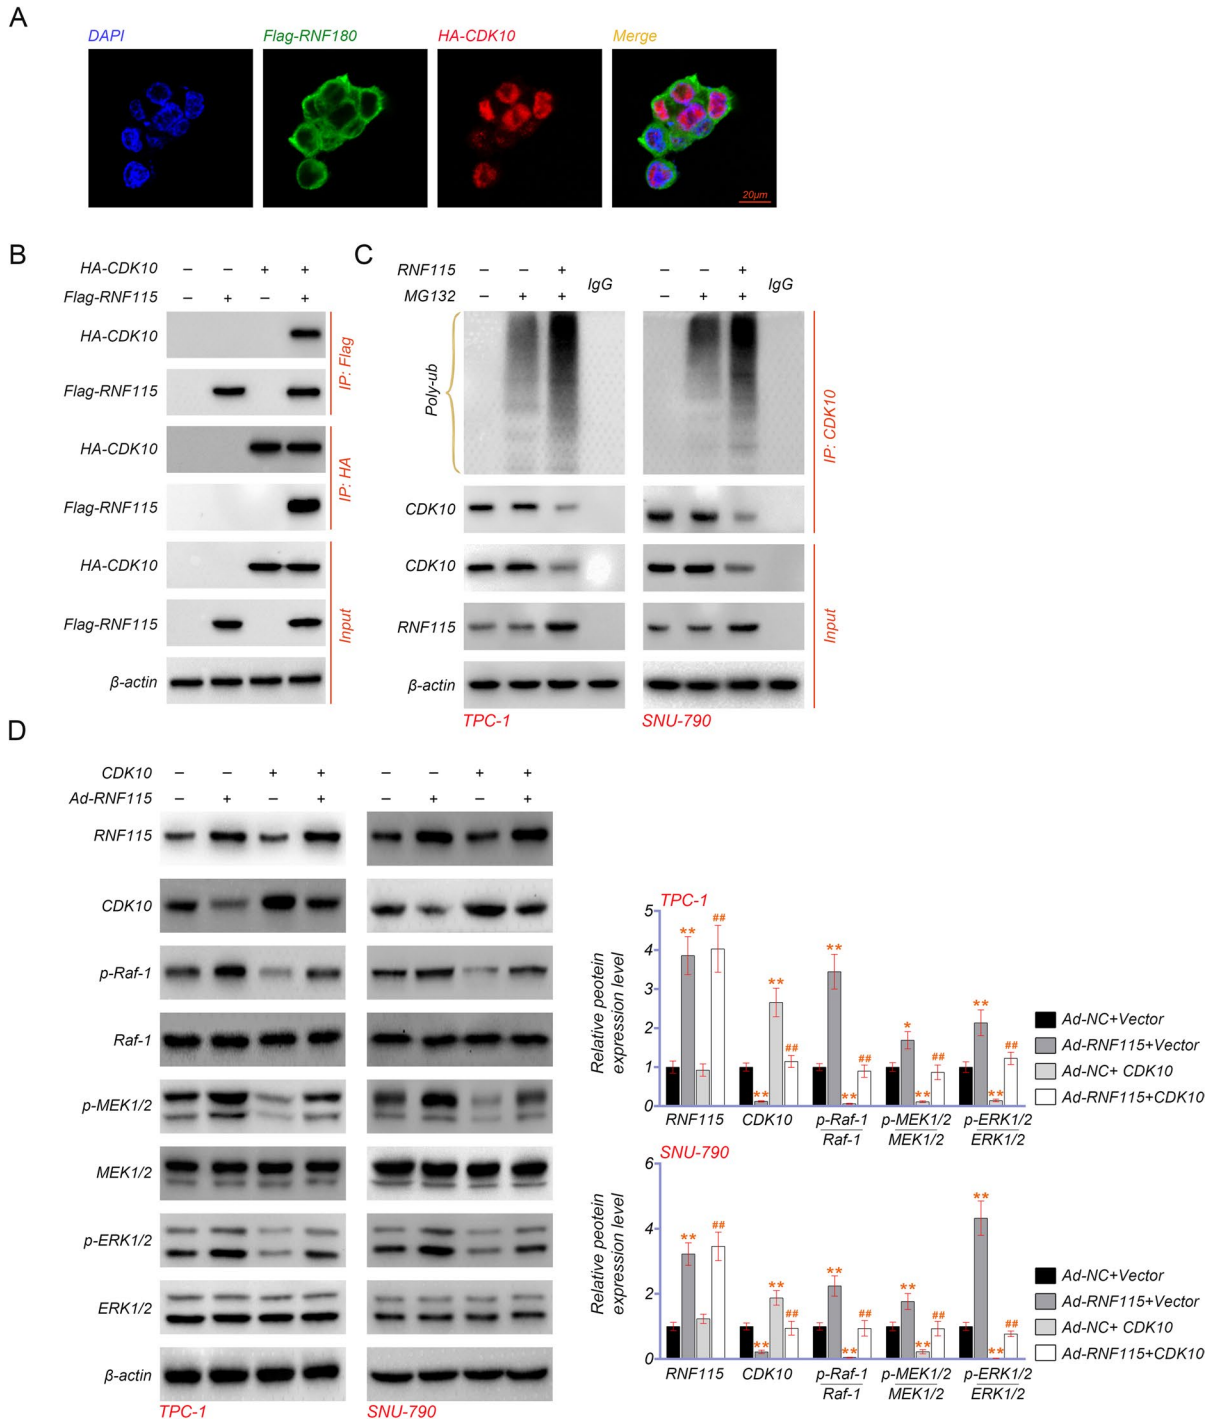 A
DAPI Flag-RNF180 HA-CDK10 Merge
20μm
B
HA-CDK10 – – + +
Flag-RNF115 – + – +
HA-CDK10
Flag-RNF115
IP: Flag
HA-CDK10
Flag-RNF115
IP: HA
HA-CDK10
Flag-RNF115
β-actin
Input
C
RNF115 – – + – – +
MG132 – + + IgG – + + IgG
Poly-ub
CDK10
IP: CDK10
CDK10
RNF115
β-actin
Input
TPC-1 SNU-790
D
CDK10 – – + + – – + +
Ad-RNF115 – + – + – + – +
RNF115
CDK10
p-Raf-1
Raf-1
p-MEK1/2
MEK1/2
p-ERK1/2
ERK1/2
β-actin
TPC-1 SNU-790
TPC-1
Relative peotein
expression level
5
4
3
2
1
0
** ## ** ** ## ** ** ## * ** ## ** ** ##
RNF115 CDK10 p-Raf-1 p-MEK1/2 p-ERK1/2
Raf-1 MEK1/2 ERK1/2
Ad-NC+Vector
Ad-RNF115+Vector
Ad-NC+ CDK10
Ad-RNF115+CDK10
SNU-790
Relative peotein
expression level
6
4
2
0
** ## ** ** ## ** ** ## ** ** ## ** ** ##
RNF115 CDK10 p-Raf-1 p-MEK1/2 p-ERK1/2
Raf-1 MEK1/2 ERK1/2
Ad-NC+Vector
Ad-RNF115+Vector
Ad-NC+ CDK10
Ad-RNF115+CDK10